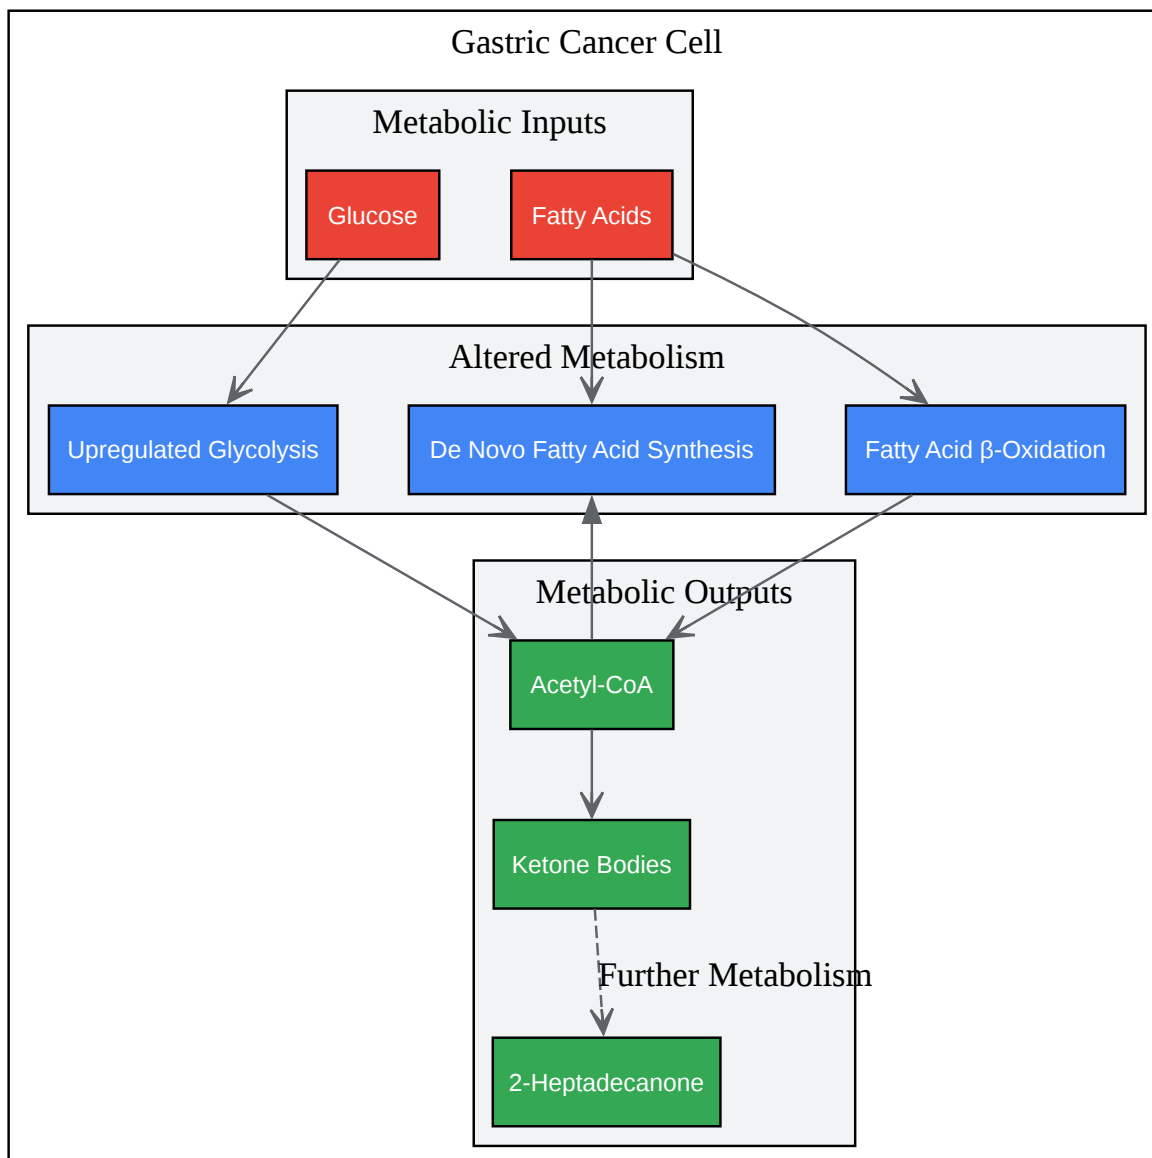 Gastric Cancer Cell
Metabolic Inputs
Glucose
Fatty Acids
Altered Metabolism
Upregulated Glycolysis
De Novo Fatty Acid Synthesis
Fatty Acid β-Oxidation
Metabolic Outputs
Acetyl-CoA
Ketone Bodies
Further Metabolism
2-Heptadecanone